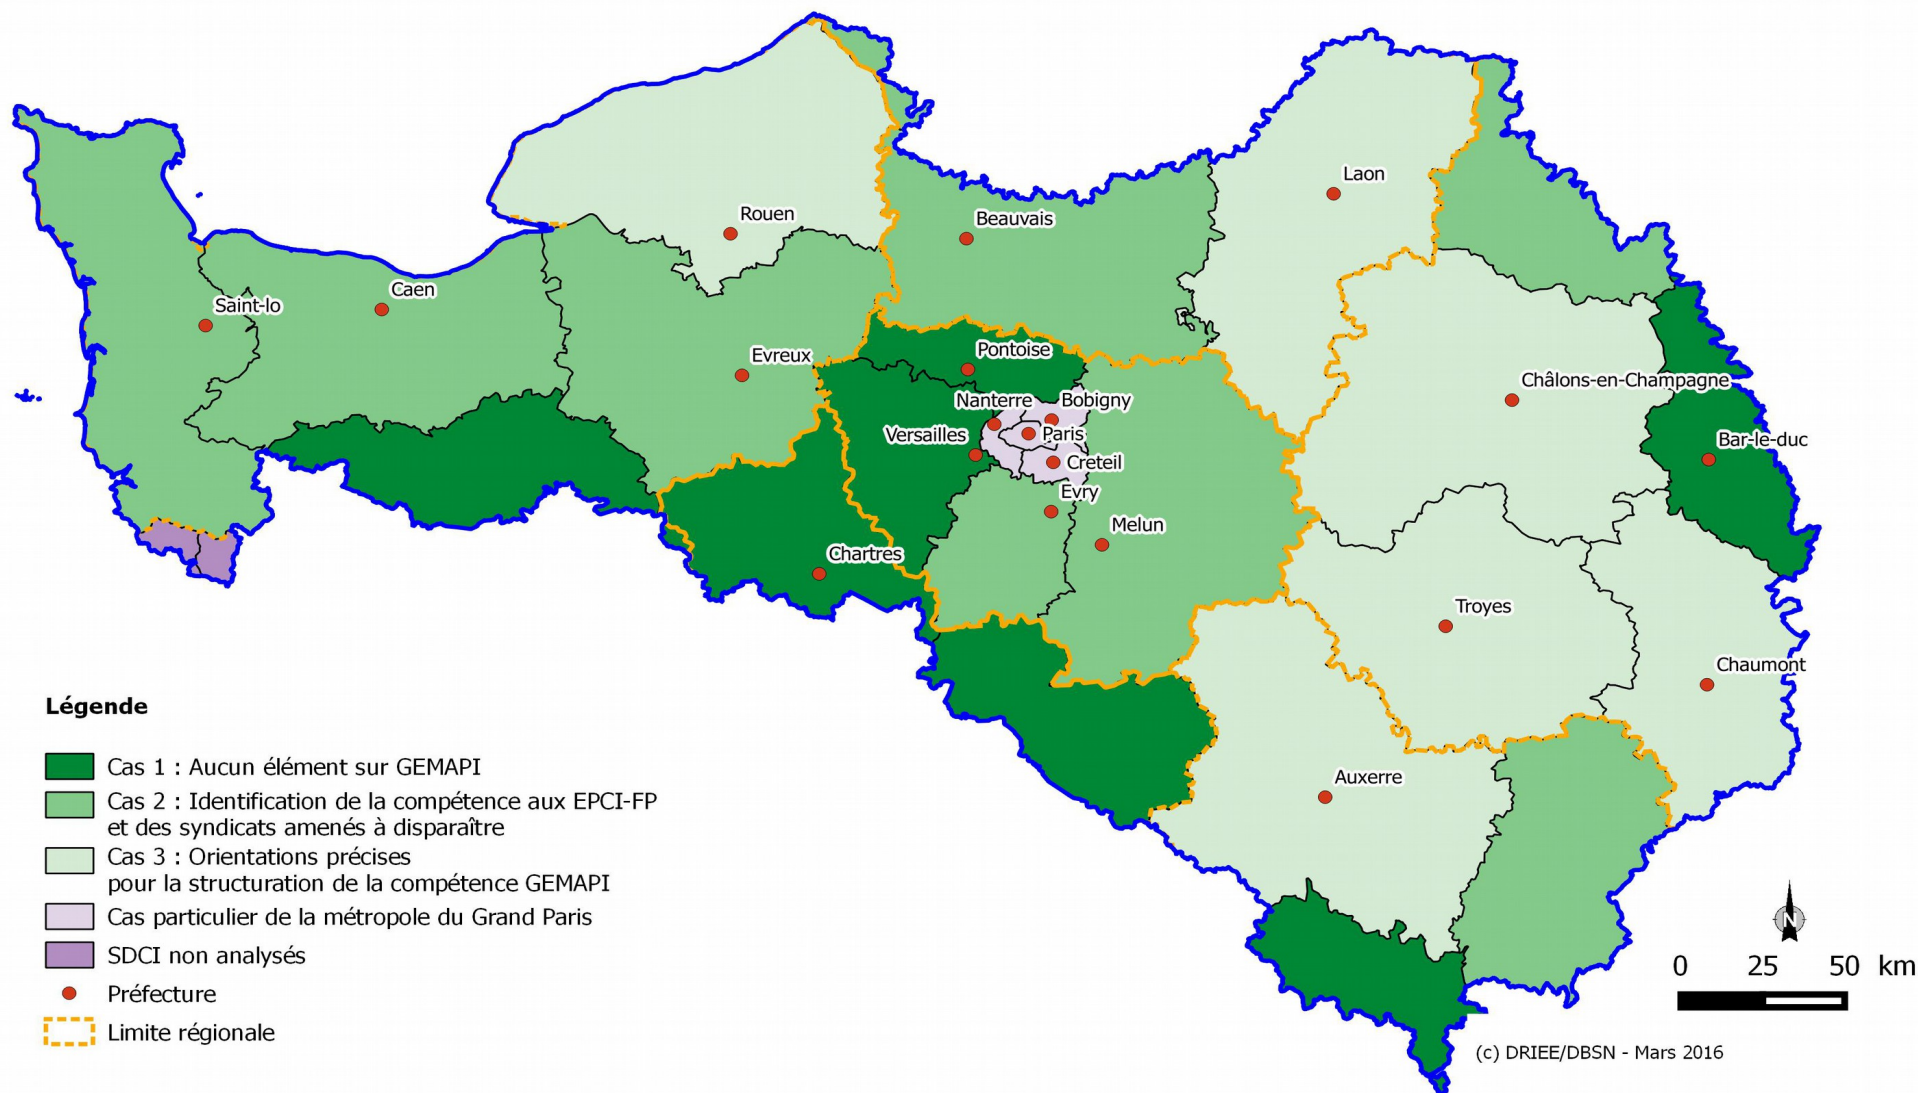 Laon
Rouen
Beauvais
Saint-lo
Caen
Evreux
Pontoise
Châlons-en-Champagne
Nanterre
Bobigny
Versailles
Paris
Bar-le-duc
Creteil
Evry
Melun
Chartres
Troyes
Chaumont
Auxerre
Légende
Cas 1 : Aucun élément sur GEMAPI
Cas 2 : Identification de la compétence aux EPCI-FP
et des syndicats amenés à disparaître
Cas 3 : Orientations précises
pour la structuration de la compétence GEMAPI
Cas particulier de la métropole du Grand Paris
SDCI non analysés
Préfecture
Limite régionale
N
0 25 50 km
(c) DRIEE/DBSN - Mars 2016